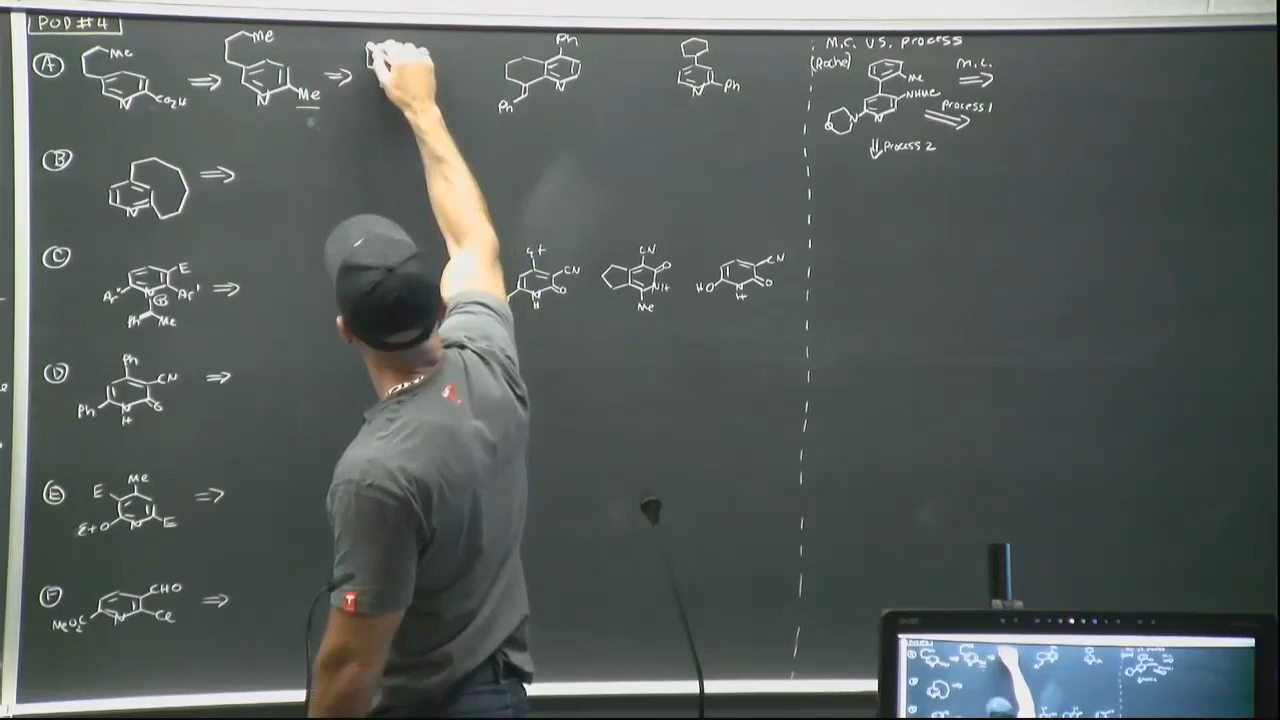 POD #4
A
Me
N
CO2H
⇒
Me
N
Me
⇒
Ph
N
Ph
N
Ph
M.C. vs. process
(Roche)
M.C.
⇒
Me
NHMe
N
N
O
Process 1
⇒
⇓ Process 2
B
N
⇒
C
E
Ar"
N
Ar'
⊕
Ph
Me
⇒
Et
CN
N
H
O
CN
O
NH
Me
CN
HO
N
H
O
D
Ph
CN
Ph
N
H
O
⇒
E
Me
E
EtO
N
E
⇒
F
CHO
MeO2C
N
Cl
⇒